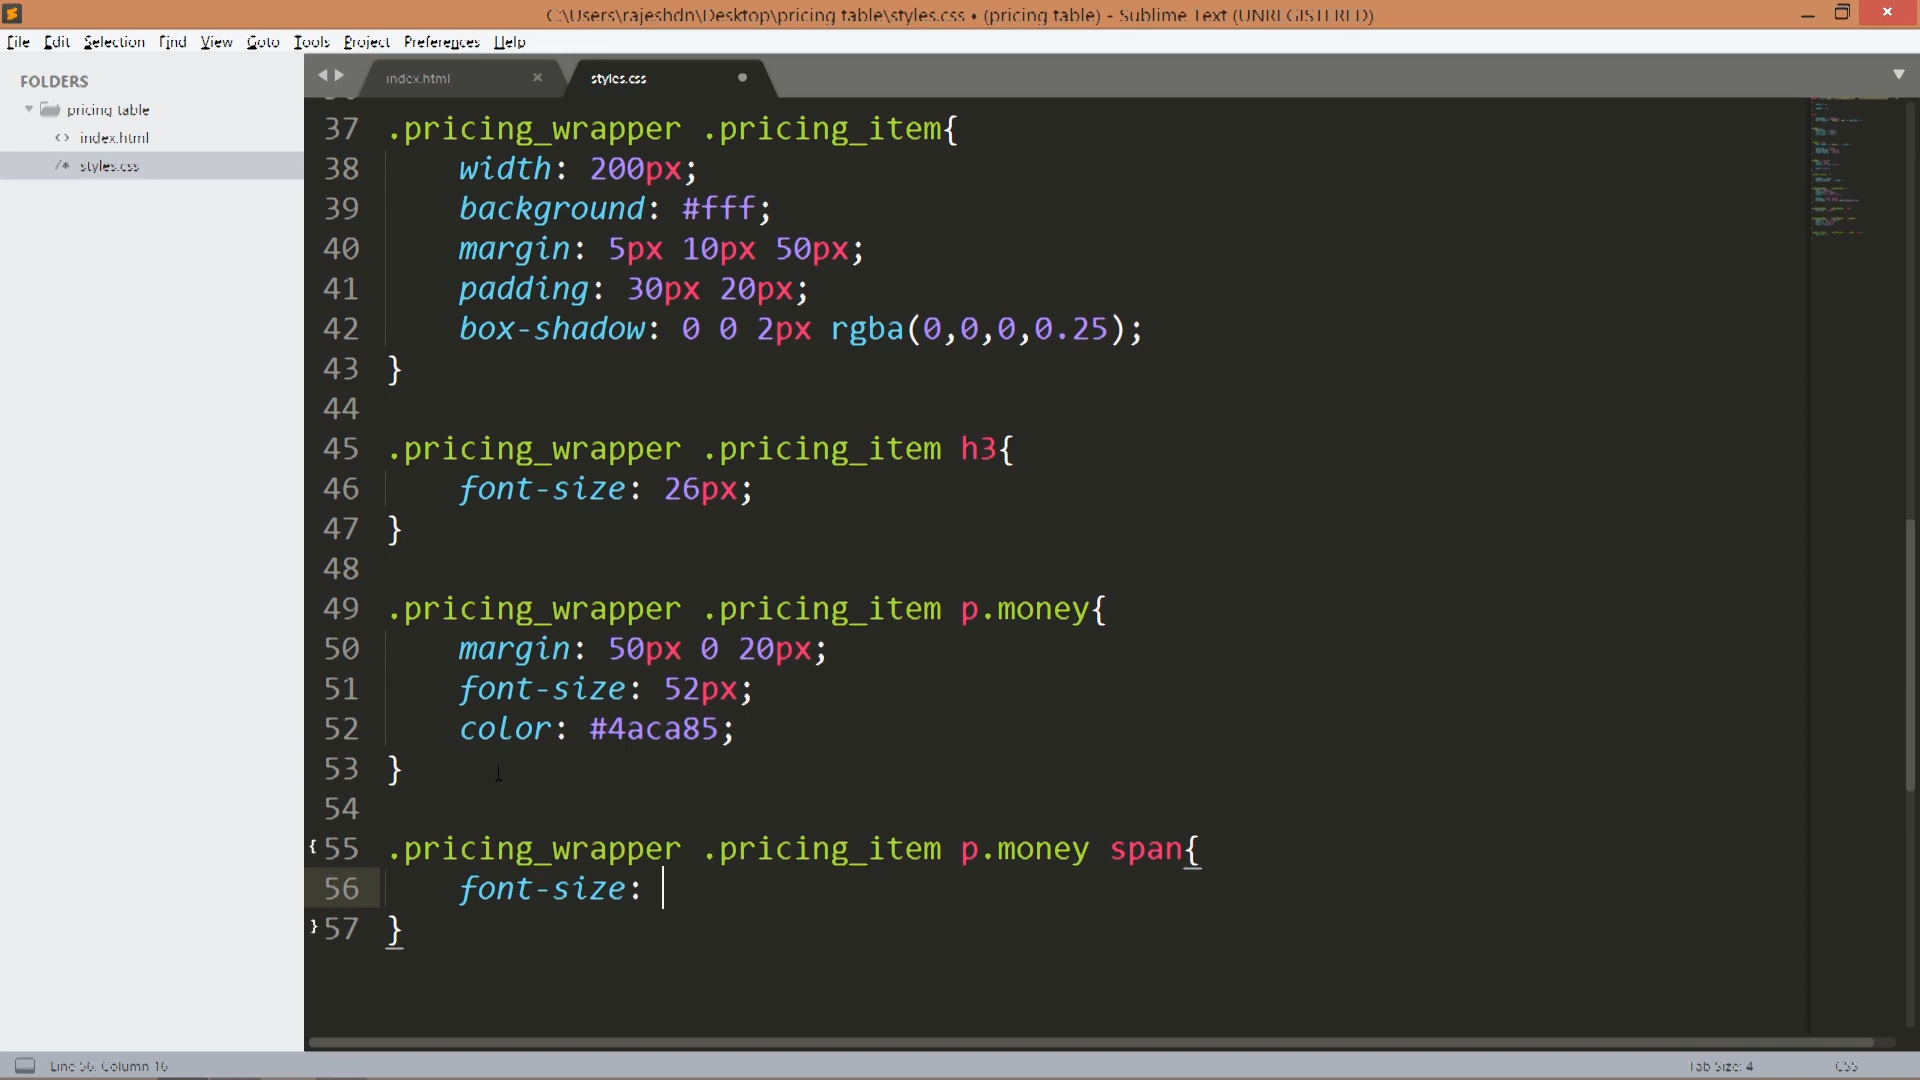 C:\Users\rajeshdn\Desktop\pricing table\styles.css • (pricing table) - Sublime Text (UNREGISTERED)
File Edit Selection Find View Goto Tools Project Preferences Help
FOLDERS
pricing table
<> index.html
/* styles.css
index.html ×
styles.css
37 .pricing_wrapper .pricing_item{
38 width: 200px;
39 background: #fff;
40 margin: 5px 10px 50px;
41 padding: 30px 20px;
42 box-shadow: 0 0 2px rgba(0,0,0,0.25);
43 }
44
45 .pricing_wrapper .pricing_item h3{
46 font-size: 26px;
47 }
48
49 .pricing_wrapper .pricing_item p.money{
50 margin: 50px 0 20px;
51 font-size: 52px;
52 color: #4aca85;
53 }
54
55 .pricing_wrapper .pricing_item p.money span{
56 font-size:
57 }
Line 56, Column 16
Tab Size: 4
CSS